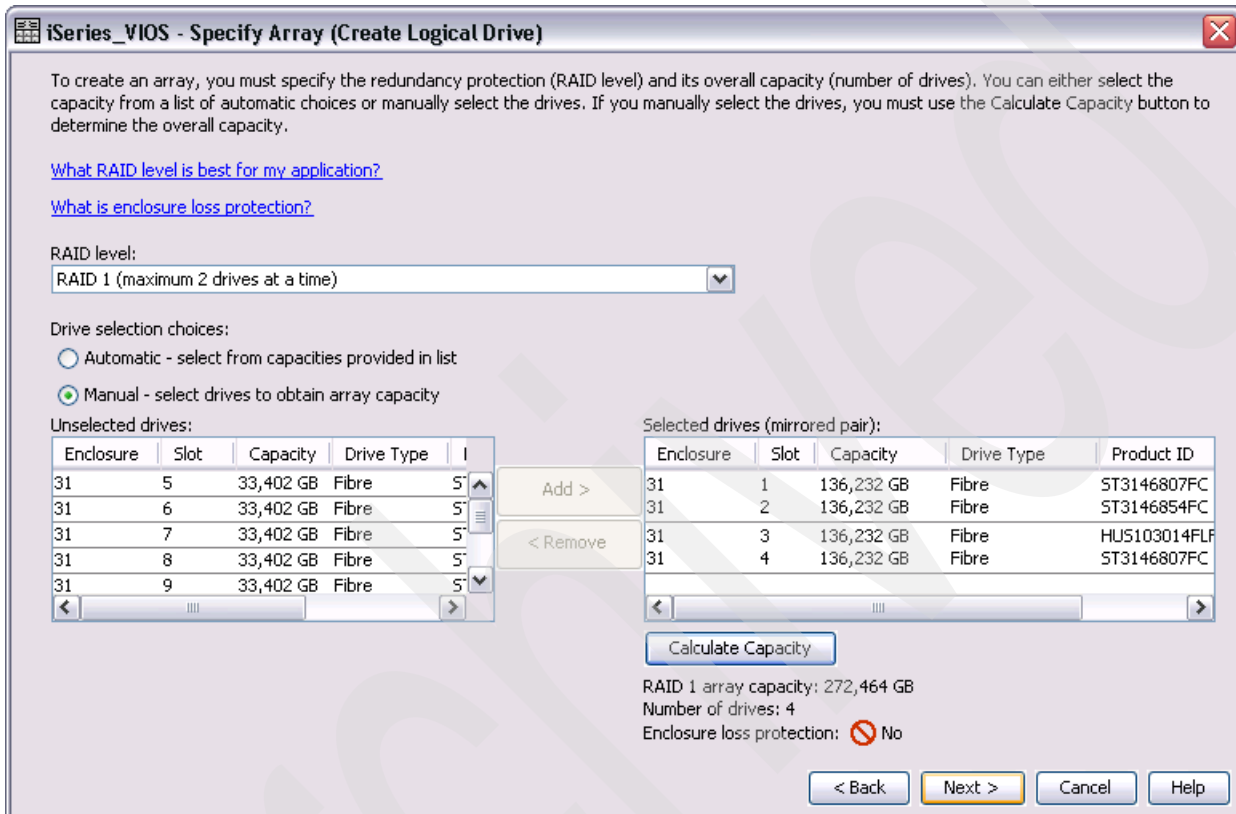 iSeries_VIOS - Specify Array (Create Logical Drive)
To create an array, you must specify the redundancy protection (RAID level) and its overall capacity (number of drives). You can either select the
capacity from a list of automatic choices or manually select the drives. If you manually select the drives, you must use the Calculate Capacity button to
determine the overall capacity.
What RAID level is best for my application?
What is enclosure loss protection?
RAID level:
RAID 1 (maximum 2 drives at a time)
Drive selection choices:
Automatic - select from capacities provided in list
Manual - select drives to obtain array capacity
Unselected drives:
Enclosure Slot Capacity Drive Type
31 5 33,402 GB Fibre
31 6 33,402 GB Fibre
31 7 33,402 GB Fibre
31 8 33,402 GB Fibre
31 9 33,402 GB Fibre
Add >
< Remove
Selected drives (mirrored pair):
Enclosure Slot Capacity Drive Type Product ID
31 1 136,232 GB Fibre ST3146807FC
31 2 136,232 GB Fibre ST3146854FC
31 3 136,232 GB Fibre HUS103014FL
31 4 136,232 GB Fibre ST3146807FC
Calculate Capacity
RAID 1 array capacity: 272,464 GB
Number of drives: 4
Enclosure loss protection: No
< Back Next > Cancel Help